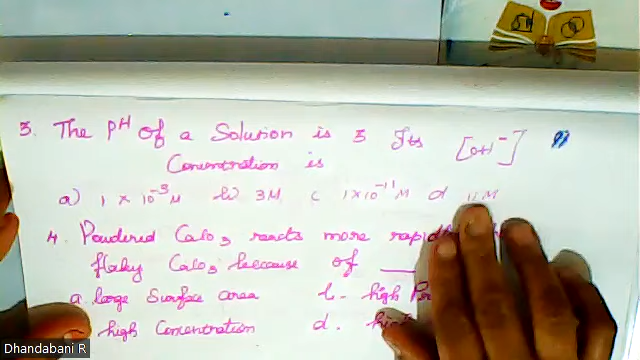 3. The pH of a Solution is 3 Its [OH⁻]
Concentration is
a) 1 x 10⁻³ M b) 3M c 1x10⁻¹¹ M d 11M
4. Powdered CaCo₃ reacts more
flaky CaCo₃ because of ___
a. large Surface area b. high
high Concentration d.
Dhandabani R